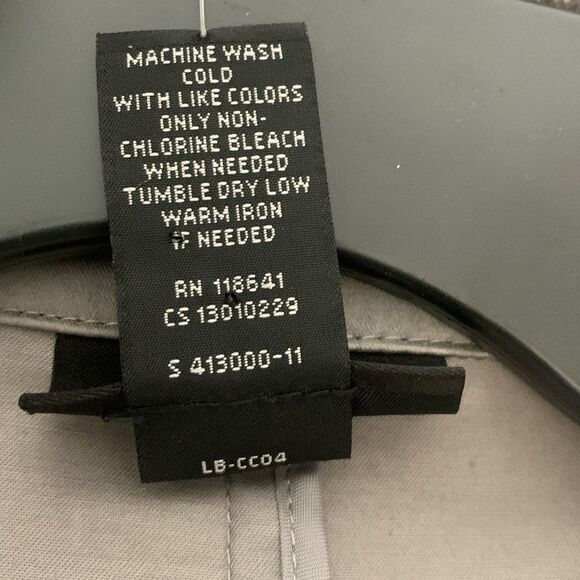 MACHINE WASH
COLD
WITH LIKE COLORS
ONLY NON-
CHLORINE BLEACH
WHEN NEEDED
TUMBLE DRY LOW
WARM IRON
IF NEEDED
RN 118641
CS 13010229
S 413000-11
LB-CC04